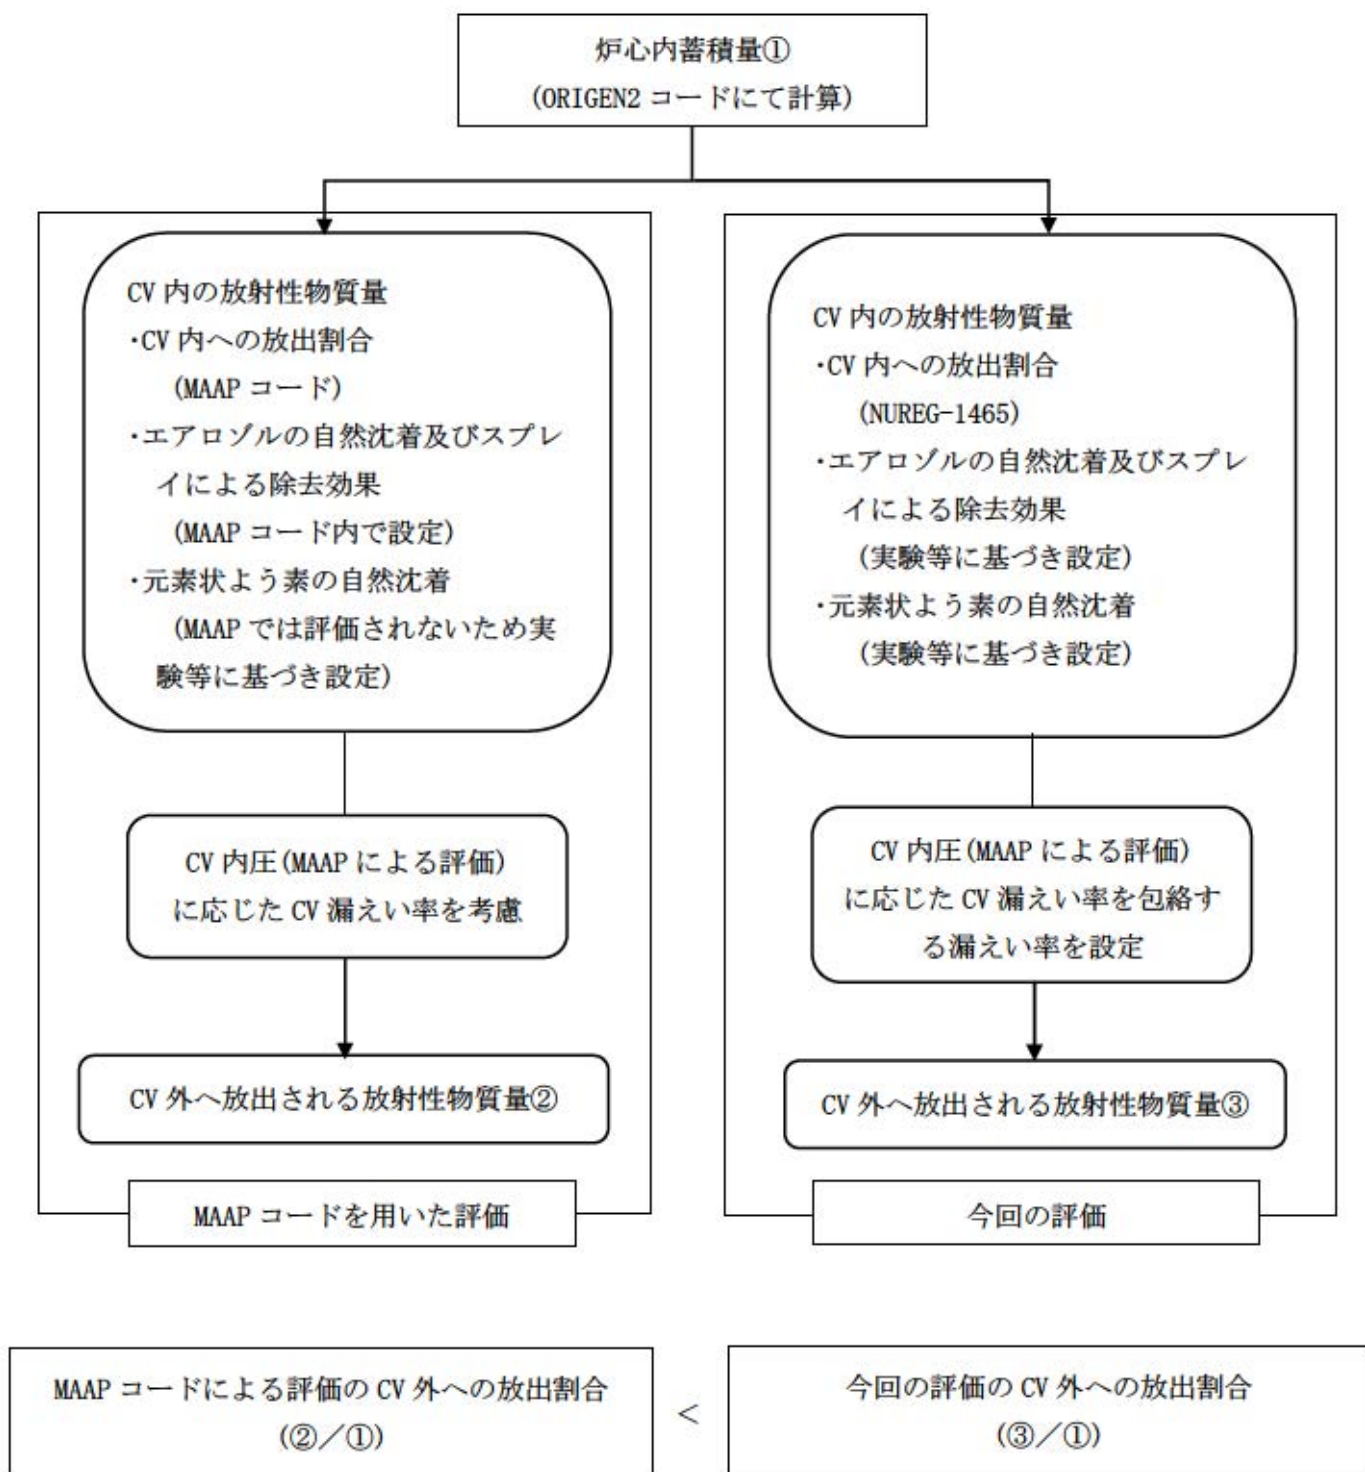 炉心内蓄積量①
(ORIGEN2 コードにて計算)
CV 内の放射性物質量
・CV 内への放出割合
(MAAP コード)
・エアロゾルの自然沈着及びスプレ
イによる除去効果
(MAAP コード内で設定)
・元素状よう素の自然沈着
(MAAP では評価されないため実
験等に基づき設定)
CV 内圧(MAAP による評価)
に応じた CV 漏えい率を考慮
CV 外へ放出される放射性物質量②
MAAP コードを用いた評価
CV 内の放射性物質量
・CV 内への放出割合
(NUREG-1465)
・エアロゾルの自然沈着及びスプレ
イによる除去効果
(実験等に基づき設定)
・元素状よう素の自然沈着
(実験等に基づき設定)
CV 内圧(MAAP による評価)
に応じた CV 漏えい率を包絡す
る漏えい率を設定
CV 外へ放出される放射性物質量③
今回の評価
MAAP コードによる評価の CV 外への放出割合
(②／①)
＜
今回の評価の CV 外への放出割合
(③／①)